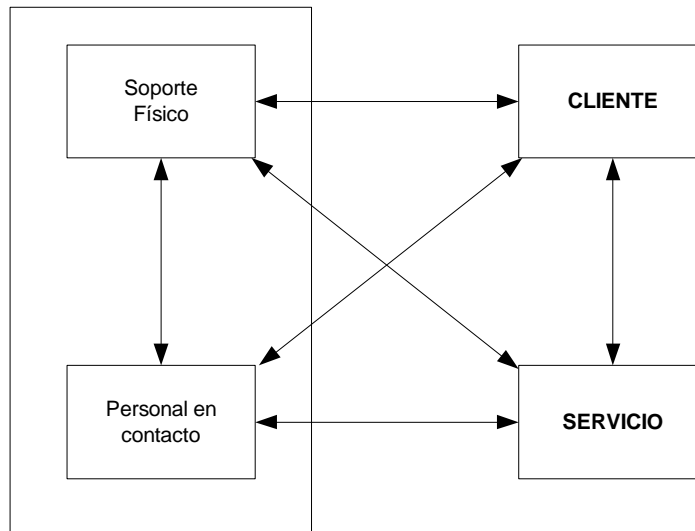 Soporte
Físico
CLIENTE
Personal en
contacto
SERVICIO